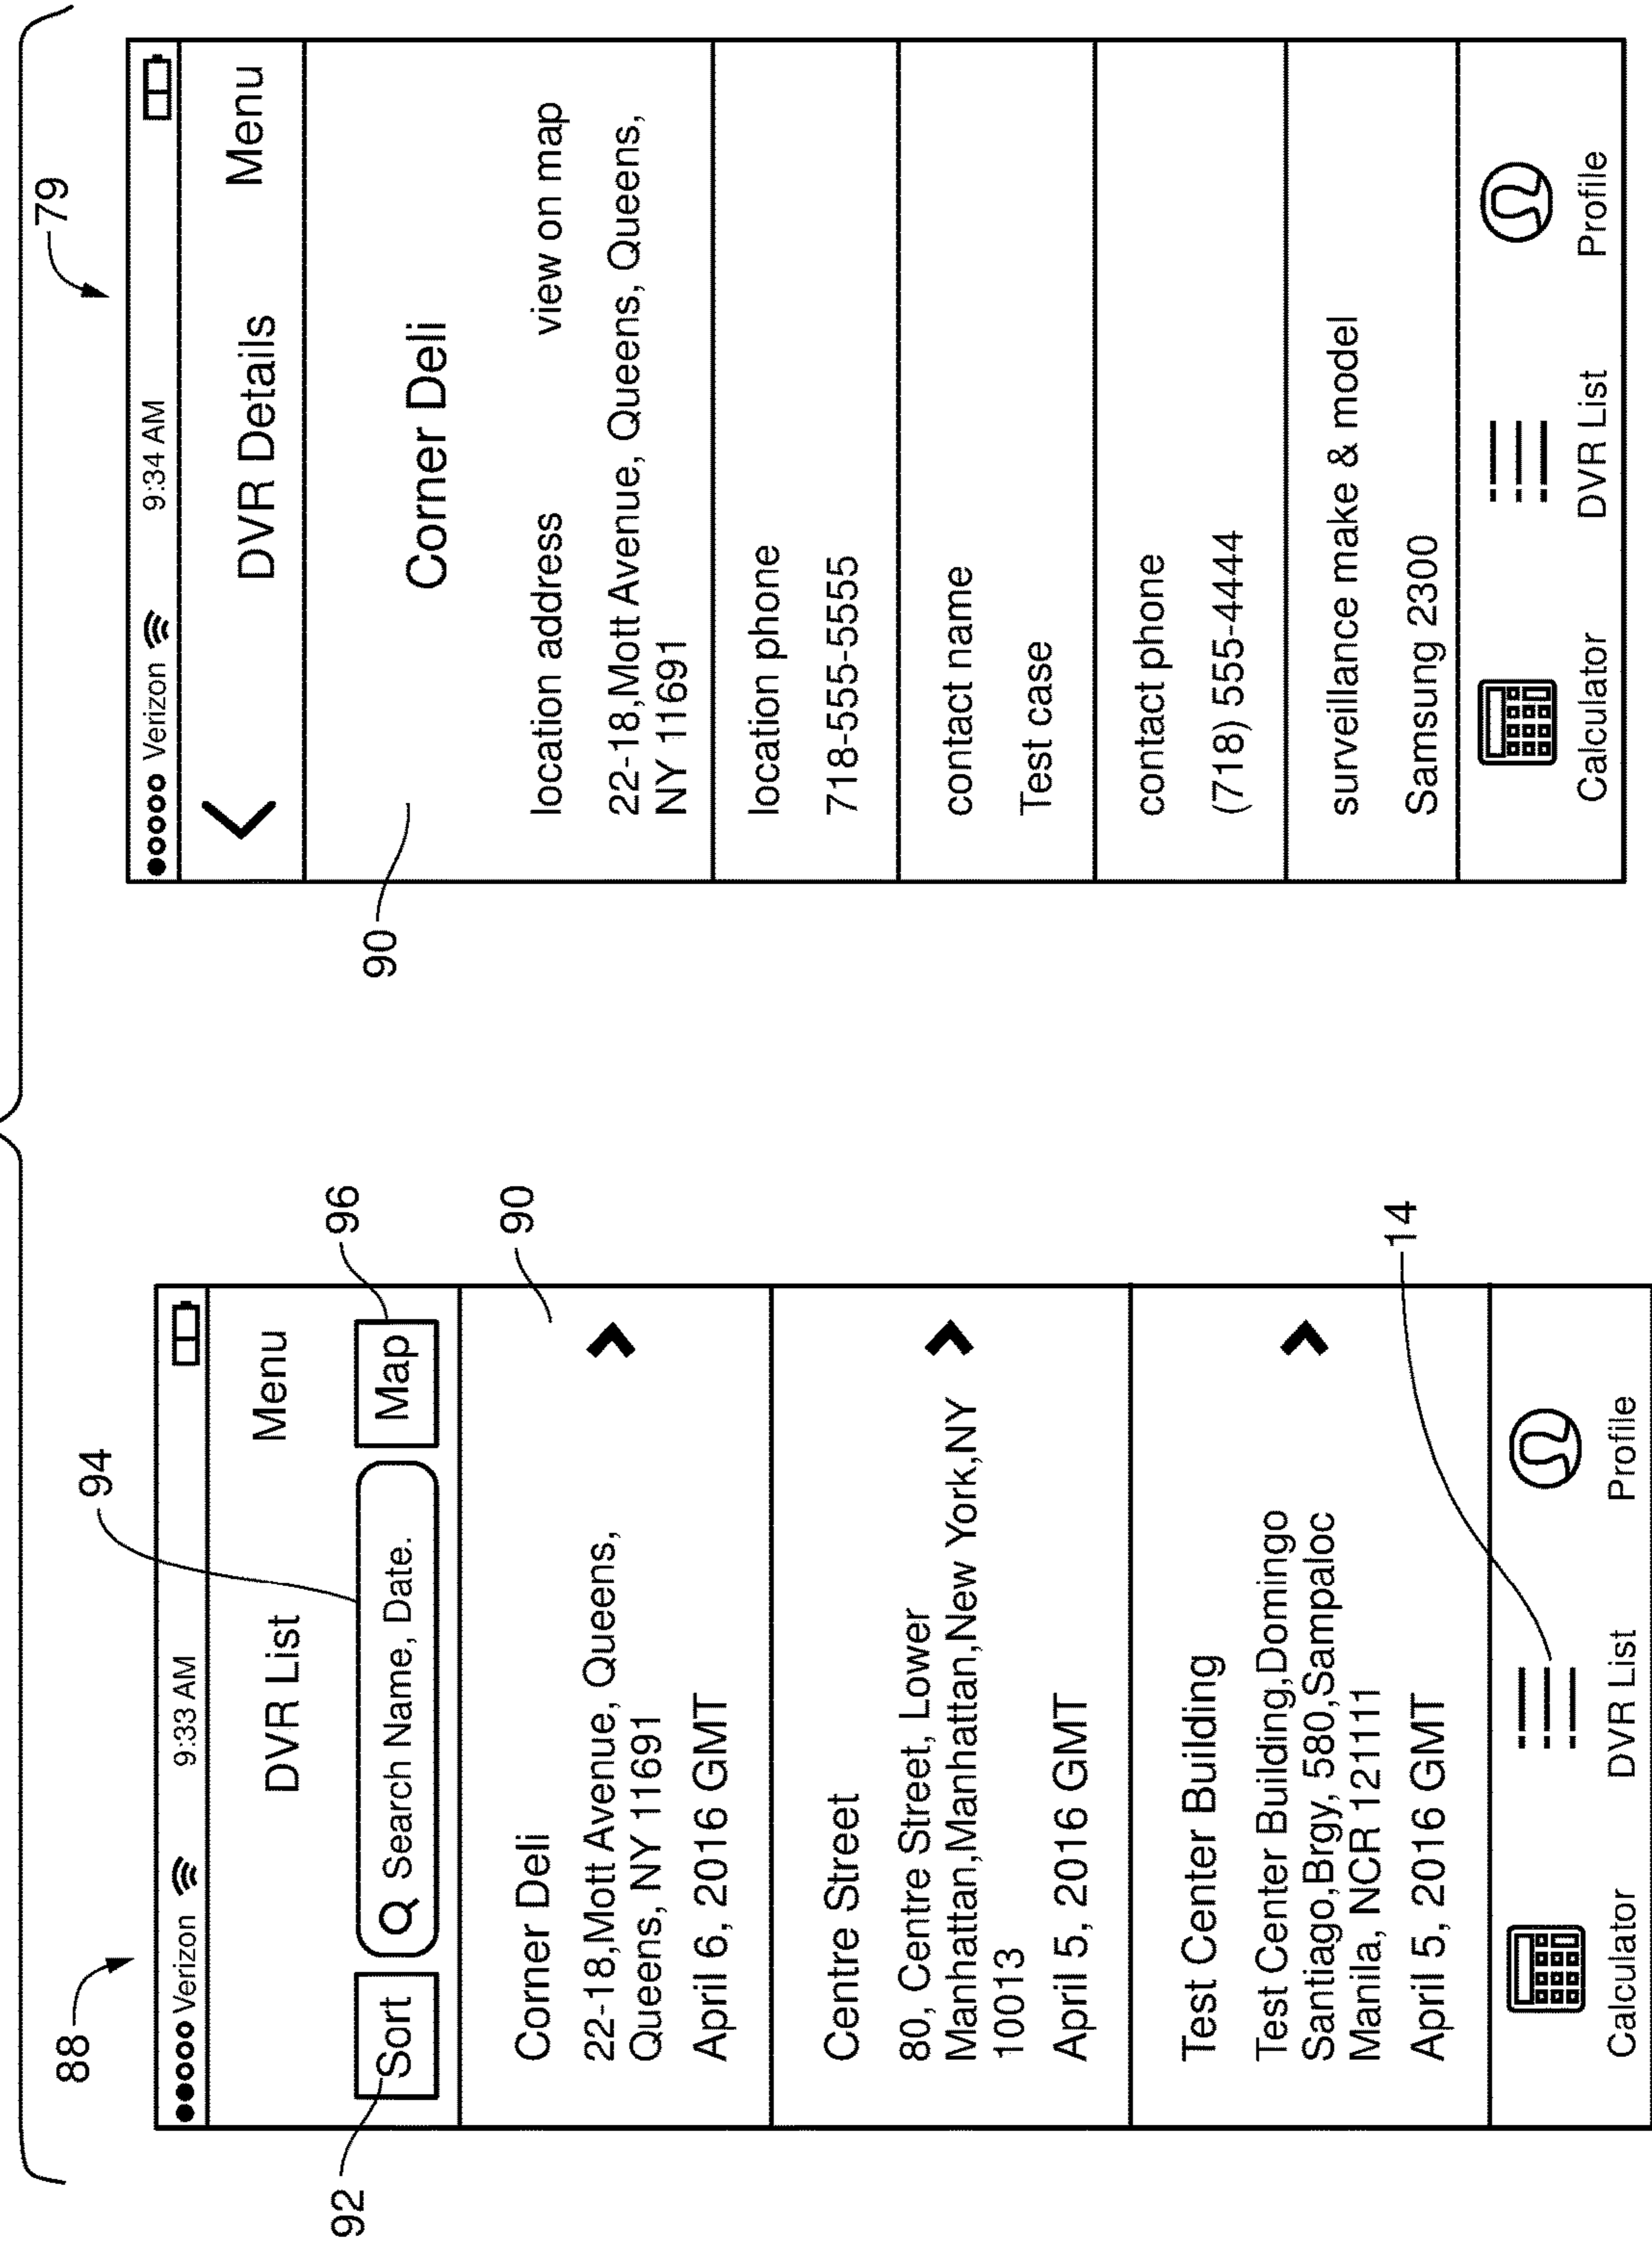 88
Verizon 9:33 AM
DVR List Menu
92
94
96
Sort Search Name, Date. Map
90
Corner Deli
22-18,Mott Avenue, Queens,
Queens, NY 11691
April 6, 2016 GMT
Centre Street
80, Centre Street, Lower
Manhattan,Manhattan,New York,NY
10013
April 5, 2016 GMT
Test Center Building
Test Center Building,Domingo
Santiago,Brgy, 580,Sampaloc
Manila, NCR 121111
April 5, 2016 GMT
14
Calculator DVR List Profile
79
Verizon 9:34 AM
DVR Details Menu
90
Corner Deli
location address view on map
22-18,Mott Avenue, Queens, Queens,
NY 11691
location phone
718-555-5555
contact name
Test case
contact phone
(718) 555-4444
surveillance make & model
Samsung 2300
Calculator DVR List Profile